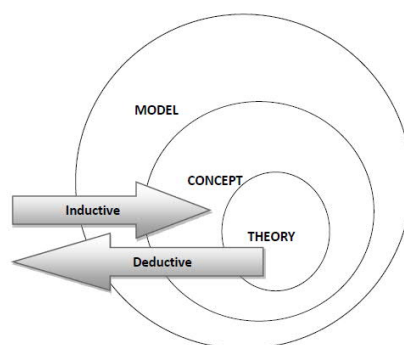 MODEL
CONCEPT
Inductive
THEORY
Deductive